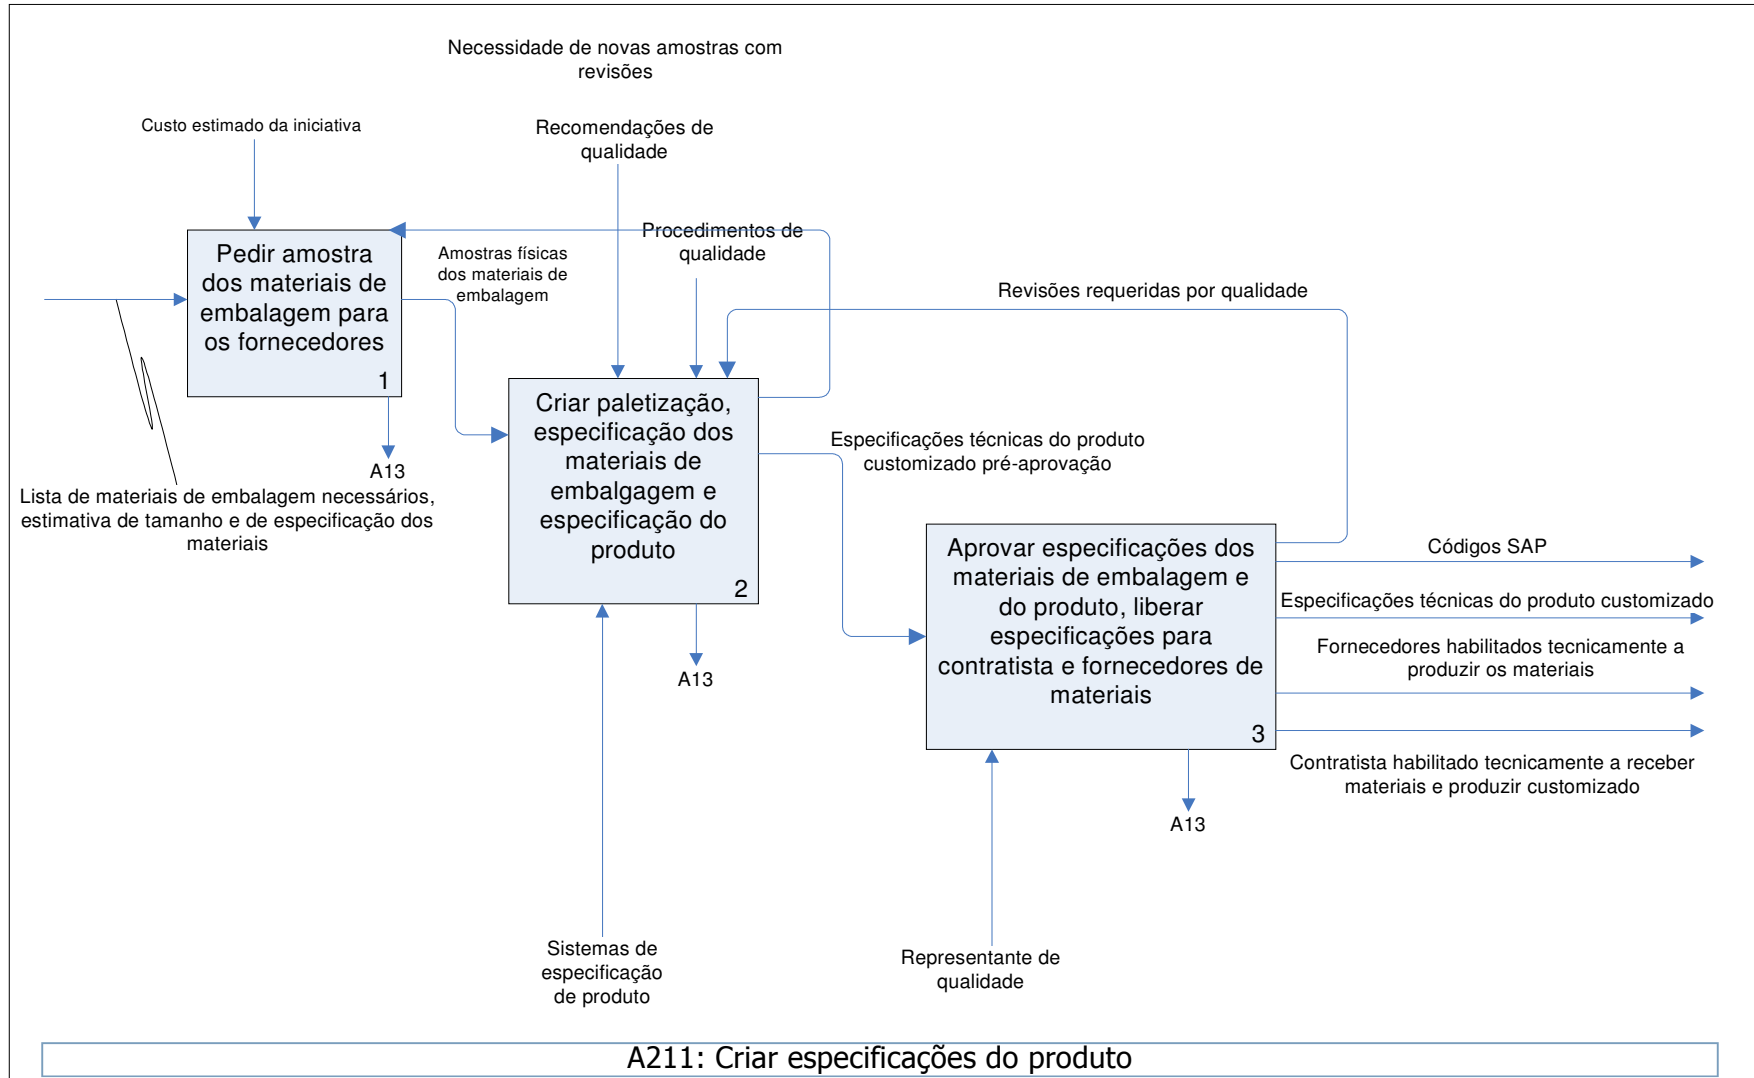 Necessidade de novas amostras com
revisões
Custo estimado da iniciativa
Recomendações de
qualidade
Procedimentos de
qualidade
Pedir amostra
dos materiais de
embalagem para
os fornecedores
1
Amostras físicas
dos materiais de
embalagem
Revisões requeridas por qualidade
A13
Lista de materiais de embalagem necessários,
estimativa de tamanho e de especificação dos
materiais
Criar paletização,
especificação dos
materiais de
embalgagem e
especificação do
produto
2
Especificações técnicas do produto
customizado pré-aprovação
A13
Aprovar especificações dos
materiais de embalagem e
do produto, liberar
especificações para
contratista e fornecedores de
materiais
3
Códigos SAP
Especificações técnicas do produto customizado
Fornecedores habilitados tecnicamente a
produzir os materiais
Contratista habilitado tecnicamente a receber
materiais e produzir customizado
A13
Sistemas de
especificação
de produto
Representante de
qualidade
A211: Criar especificações do produto